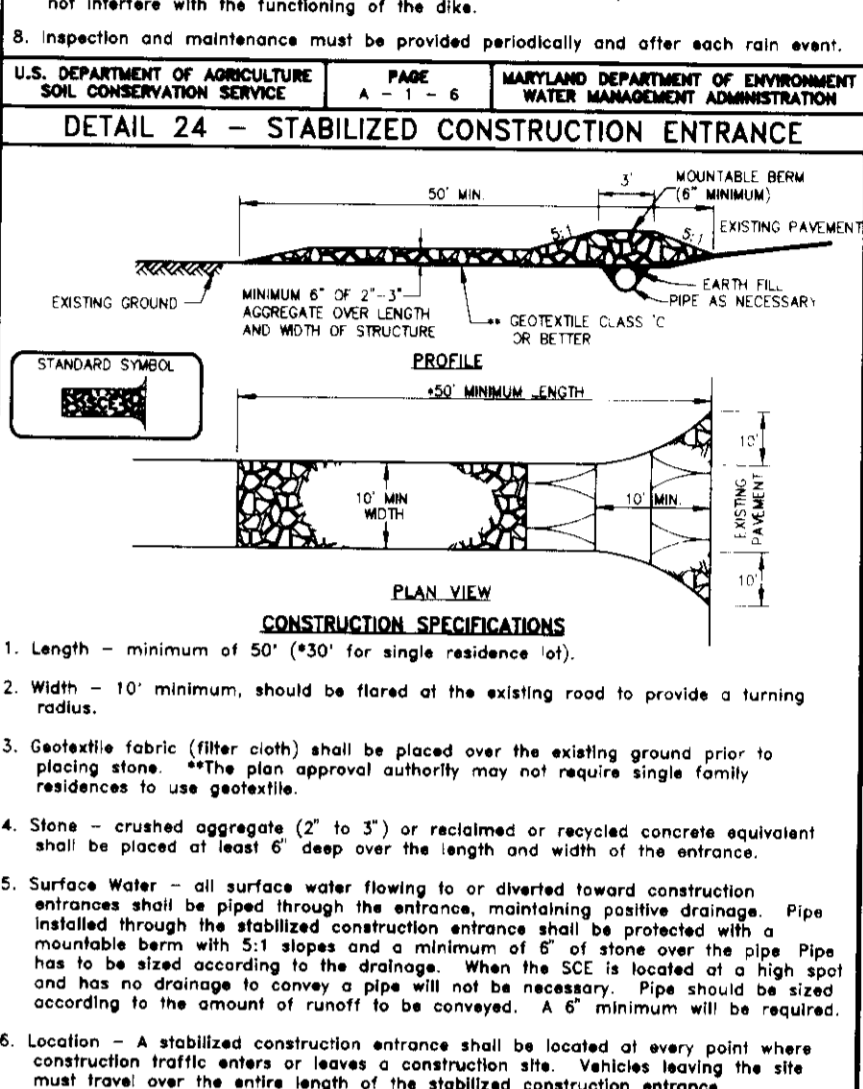 not interfere with the functioning of the dike.
8. Inspection and maintenance must be provided periodically and after each rain event.
U.S. DEPARTMENT OF AGRICULTURE
SOIL CONSERVATION SERVICE
PAGE
A - 1 - 6
MARYLAND DEPARTMENT OF ENVIRONMENT
WATER MANAGEMENT ADMINISTRATION
DETAIL 24 - STABILIZED CONSTRUCTION ENTRANCE
50' MIN.
3'
MOUNTABLE BERM
(6" MINIMUM)
5:1
5:1
EXISTING PAVEMENT
EXISTING GROUND
MINIMUM 6" OF 2"-3"
AGGREGATE OVER LENGTH
AND WIDTH OF STRUCTURE
** GEOTEXTILE CLASS 'C
OR BETTER
EARTH FILL
PIPE AS NECESSARY
PROFILE
STANDARD SYMBOL
SCE
*50' MINIMUM LENGTH
10' MIN
WIDTH
10' MIN.
10'
EXISTING
PAVEMENT
10'
PLAN VIEW
CONSTRUCTION SPECIFICATIONS
1. Length - minimum of 50' (*30' for single residence lot).
2. Width - 10' minimum, should be flared at the existing road to provide a turning
radius.
3. Geotextile fabric (filter cloth) shall be placed over the existing ground prior to
placing stone. **The plan approval authority may not require single family
residences to use geotextile.
4. Stone - crushed aggregate (2" to 3") or reclaimed or recycled concrete equivalent
shall be placed at least 6" deep over the length and width of the entrance.
5. Surface Water - all surface water flowing to or diverted toward construction
entrances shall be piped through the entrance, maintaining positive drainage. Pipe
installed through the stabilized construction entrance shall be protected with a
mountable berm with 5:1 slopes and a minimum of 6" of stone over the pipe Pipe
has to be sized according to the drainage. When the SCE is located at a high spot
and has no drainage to convey a pipe will not be necessary. Pipe should be sized
according to the amount of runoff to be conveyed. A 6" minimum will be required.
6. Location - A stabilized construction entrance shall be located at every point where
construction traffic enters or leaves a construction site. Vehicles leaving the site
must travel over the entire length of the stabilized construction entrance